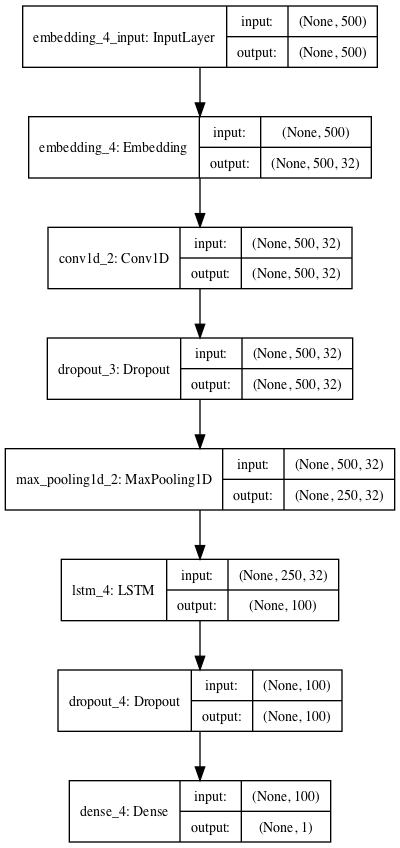 embedding_4_input: InputLayer
input: (None, 500)
output: (None, 500)
embedding_4: Embedding
input: (None, 500)
output: (None, 500, 32)
conv1d_2: Conv1D
input: (None, 500, 32)
output: (None, 500, 32)
dropout_3: Dropout
input: (None, 500, 32)
output: (None, 500, 32)
max_pooling1d_2: MaxPooling1D
input: (None, 500, 32)
output: (None, 250, 32)
lstm_4: LSTM
input: (None, 250, 32)
output: (None, 100)
dropout_4: Dropout
input: (None, 100)
output: (None, 100)
dense_4: Dense
input: (None, 100)
output: (None, 1)